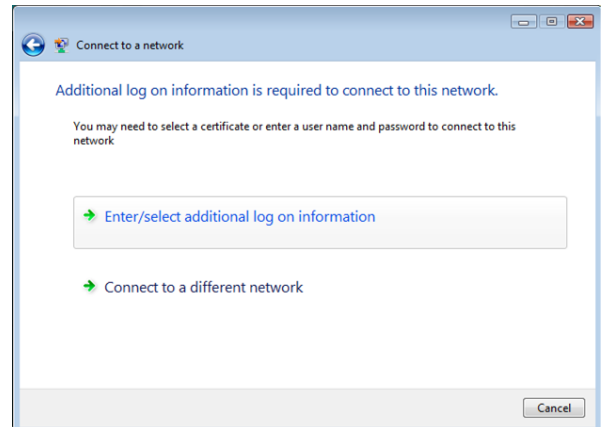 Connect to a network
Additional log on information is required to connect to this network.
You may need to select a certificate or enter a user name and password to connect to this
network
Enter/select additional log on information
Connect to a different network
Cancel